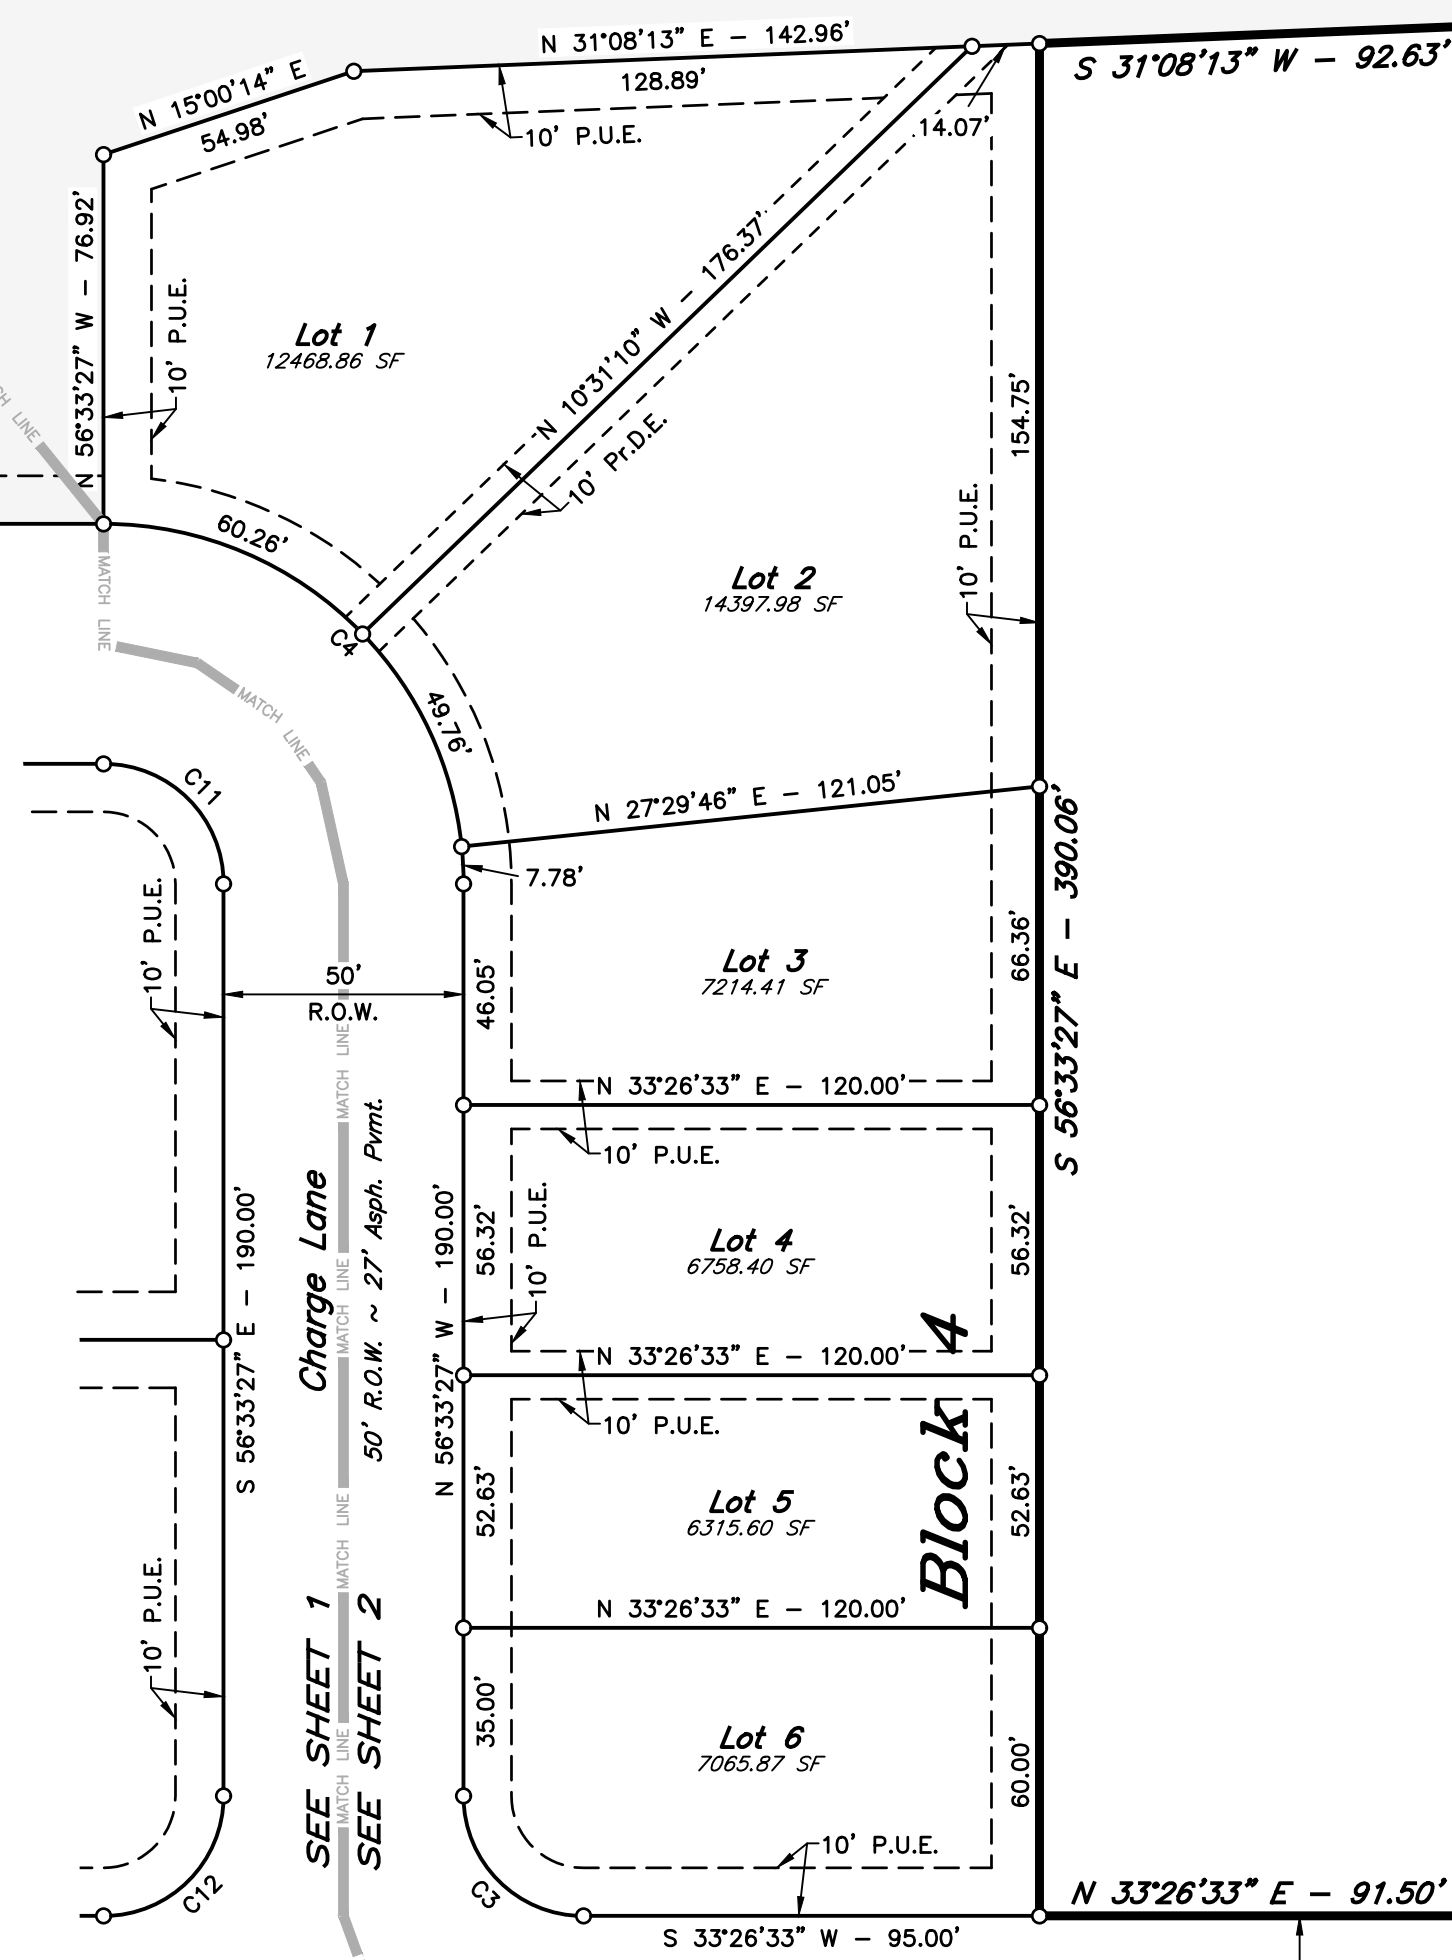 N 31°08'13" E - 142.96'
S 31°08'13" W - 92.63'
N 15°00'14" E
54.98'
128.89'
10' P.U.E.
14.07'
N 56°33'27" W - 76.92'
10' P.U.E.
Lot 1
12468.86 SF
N 10°31'10" W - 176.37'
10' Pr.D.E.
154.75'
LINE
60.26'
MATCH LINE
C4
10' P.U.E.
Lot 2
14397.98 SF
49.76'
MATCH LINE
C11
N 27°29'46" E - 121.05'
S 56°33'27" E - 390.06'
7.78'
10' P.U.E.
66.36'
Lot 3
7214.41 SF
50'
R.O.W.
46.05'
MATCH LINE
N 33°26'33" E - 120.00'
10' P.U.E.
Charge Lane
50' R.O.W. ~ 27' Asph. Pvmt.
S 56°33'27" E - 190.00'
N 56°33'27" W - 190.00'
56.32'
10' P.U.E.
Lot 4
6758.40 SF
56.32'
MATCH LINE
N 33°26'33" E - 120.00'
10' P.U.E.
Block 4
52.63'
Lot 5
6315.60 SF
52.63'
MATCH LINE
N 33°26'33" E - 120.00'
10' P.U.E.
SEE SHEET 1
SEE SHEET 2
35.00'
Lot 6
7065.87 SF
60.00'
MATCH LINE
10' P.U.E.
C12
C3
N 33°26'33" E - 91.50'
S 33°26'33" W - 95.00'